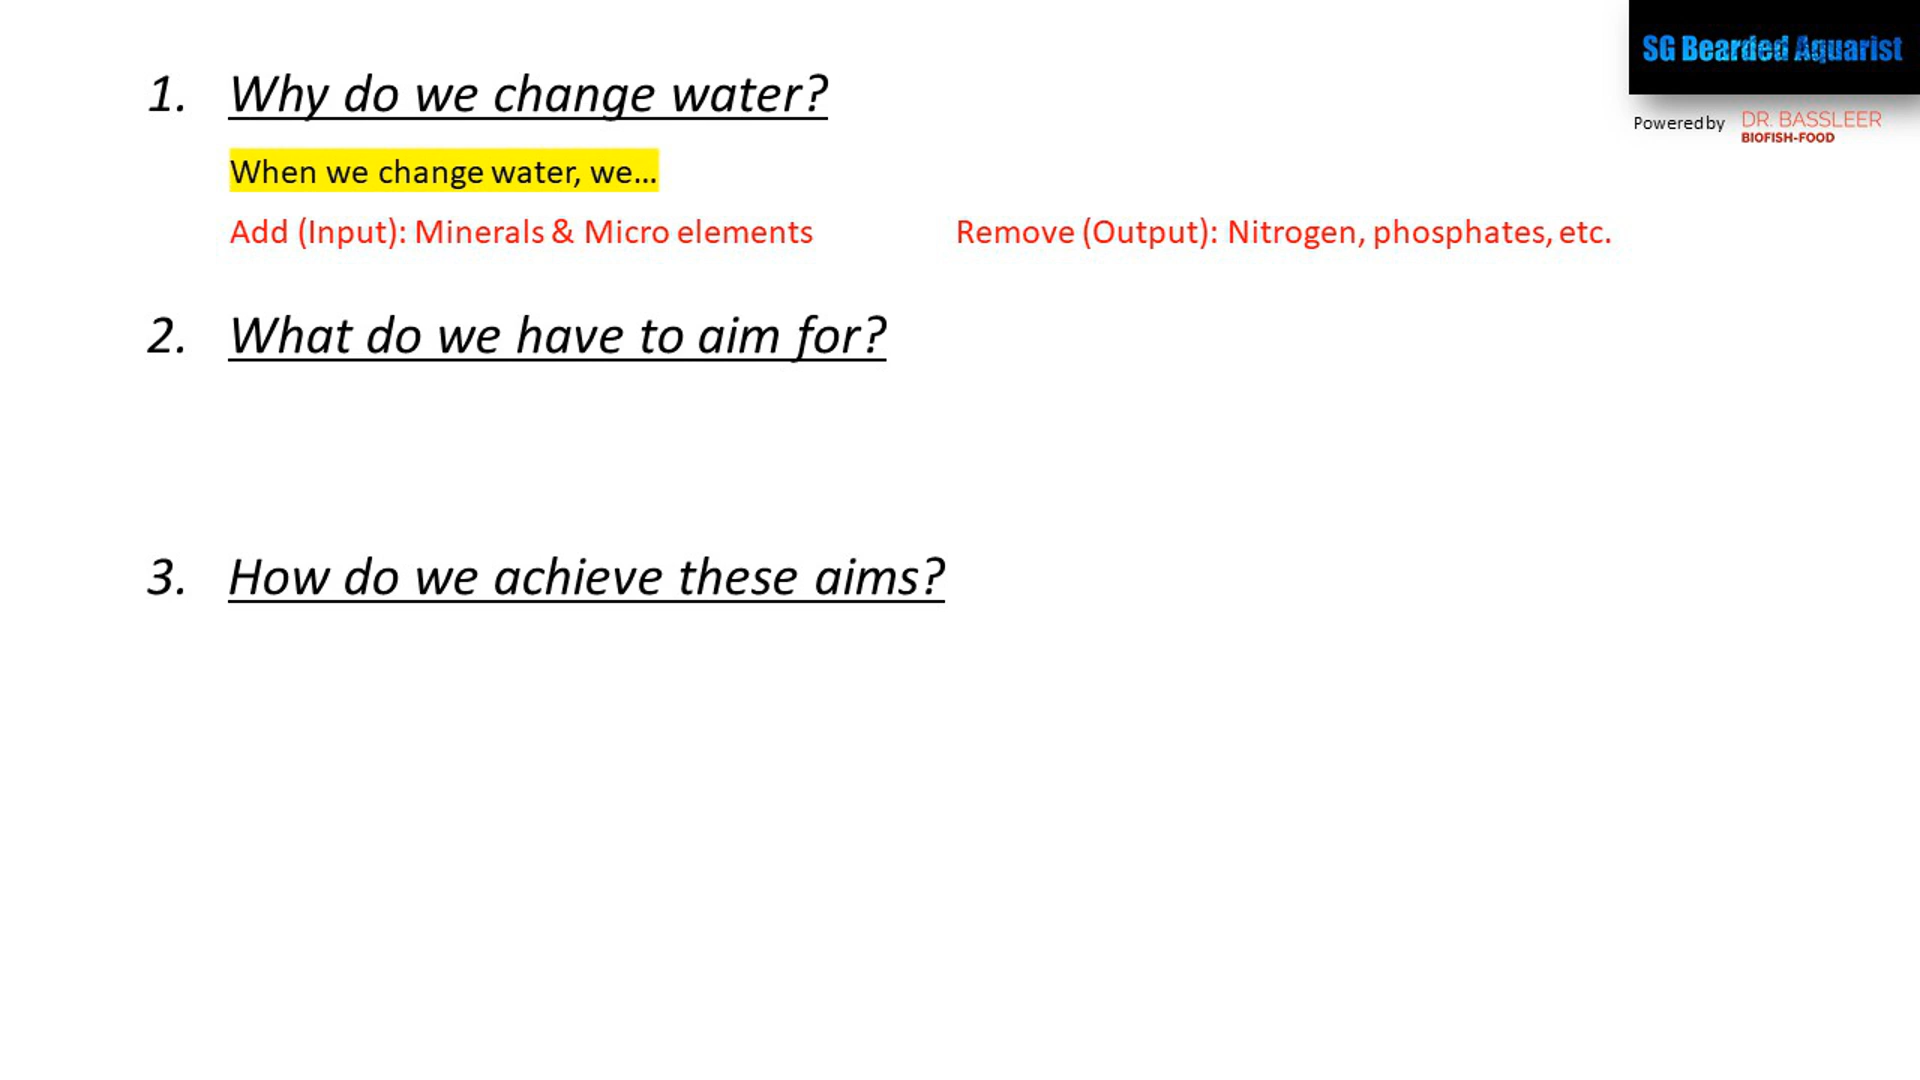 SG Bearded Aquarist
Powered by DR. BASSLEER
BIOFISH-FOOD
1. Why do we change water?
When we change water, we...
Add (Input): Minerals & Micro elements Remove (Output): Nitrogen, phosphates, etc.
2. What do we have to aim for?
3. How do we achieve these aims?